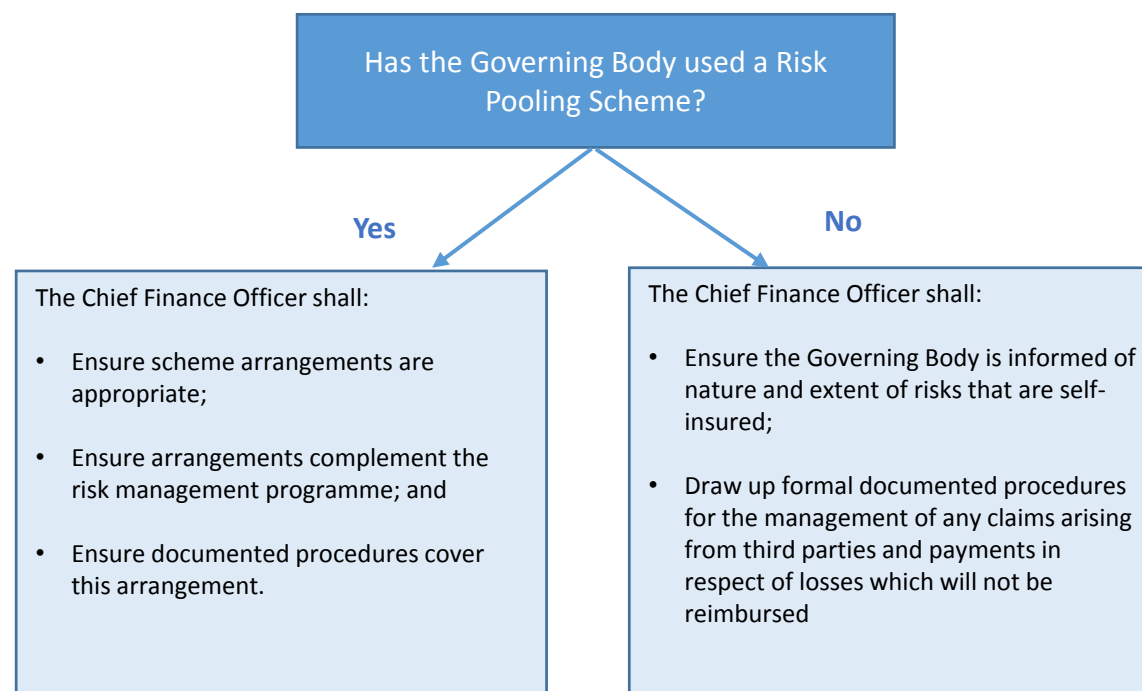 Has the Governing Body used a Risk
Pooling Scheme?
Yes
No
The Chief Finance Officer shall:
• Ensure scheme arrangements are
appropriate;
• Ensure arrangements complement the
risk management programme; and
• Ensure documented procedures cover
this arrangement.
The Chief Finance Officer shall:
• Ensure the Governing Body is informed of
nature and extent of risks that are self-
insured;
• Draw up formal documented procedures
for the management of any claims arising
from third parties and payments in
respect of losses which will not be
reimbursed